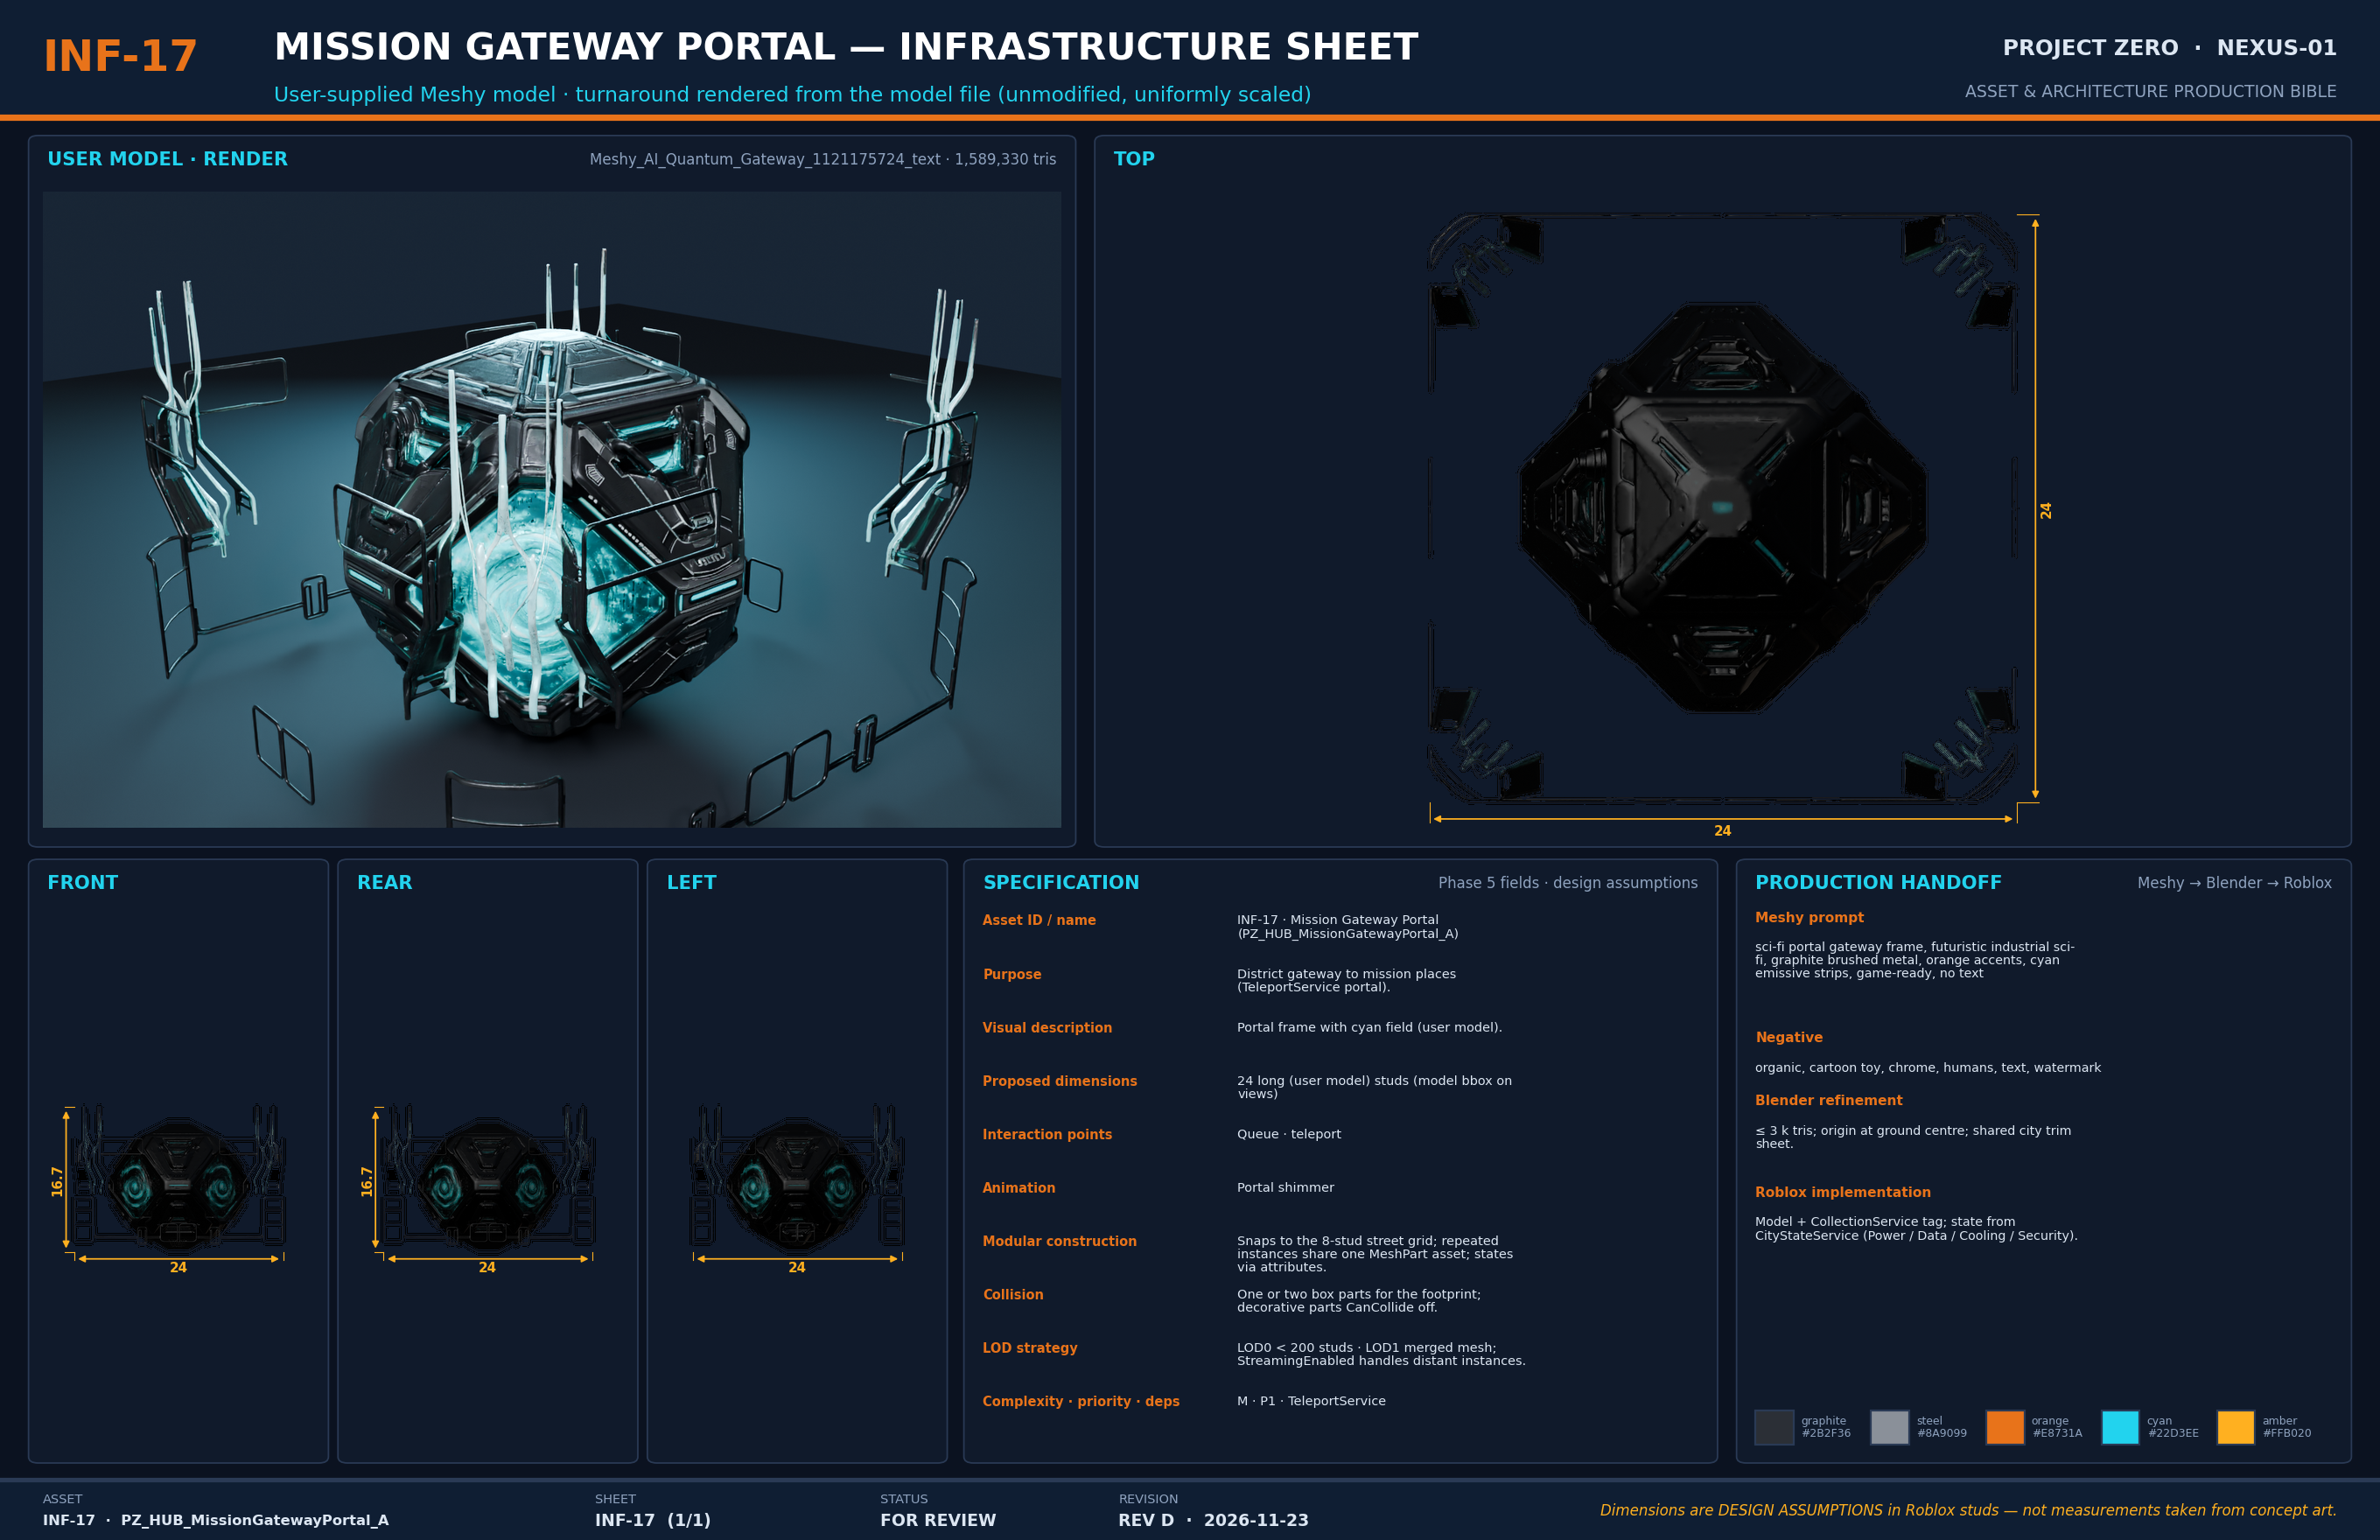 INF-17
MISSION GATEWAY PORTAL — INFRASTRUCTURE SHEET
User-supplied Meshy model · turnaround rendered from the model file (unmodified, uniformly scaled)
PROJECT ZERO · NEXUS-01
ASSET & ARCHITECTURE PRODUCTION BIBLE
USER MODEL · RENDER
Meshy_AI_Quantum_Gateway_1121175724_text · 1,589,330 tris
TOP
24
24
FRONT
16.7
24
REAR
16.7
24
LEFT
24
SPECIFICATION
Phase 5 fields · design assumptions
Asset ID / name
INF-17 · Mission Gateway Portal
(PZ_HUB_MissionGatewayPortal_A)
Purpose
District gateway to mission places
(TeleportService portal).
Visual description
Portal frame with cyan field (user model).
Proposed dimensions
24 long (user model) studs (model bbox on
views)
Interaction points
Queue · teleport
Animation
Portal shimmer
Modular construction
Snaps to the 8-stud street grid; repeated
instances share one MeshPart asset; states
via attributes.
Collision
One or two box parts for the footprint;
decorative parts CanCollide off.
LOD strategy
LOD0 < 200 studs · LOD1 merged mesh;
StreamingEnabled handles distant instances.
Complexity · priority · deps
M · P1 · TeleportService
PRODUCTION HANDOFF
Meshy → Blender → Roblox
Meshy prompt
sci-fi portal gateway frame, futuristic industrial sci-
fi, graphite brushed metal, orange accents, cyan
emissive strips, game-ready, no text
Negative
organic, cartoon toy, chrome, humans, text, watermark
Blender refinement
≤ 3 k tris; origin at ground centre; shared city trim
sheet.
Roblox implementation
Model + CollectionService tag; state from
CityStateService (Power / Data / Cooling / Security).
graphite
#2B2F36
steel
#8A9099
orange
#E8731A
cyan
#22D3EE
amber
#FFB020
ASSET
INF-17 · PZ_HUB_MissionGatewayPortal_A
SHEET
INF-17 (1/1)
STATUS
FOR REVIEW
REVISION
REV D · 2026-11-23
Dimensions are DESIGN ASSUMPTIONS in Roblox studs — not measurements taken from concept art.